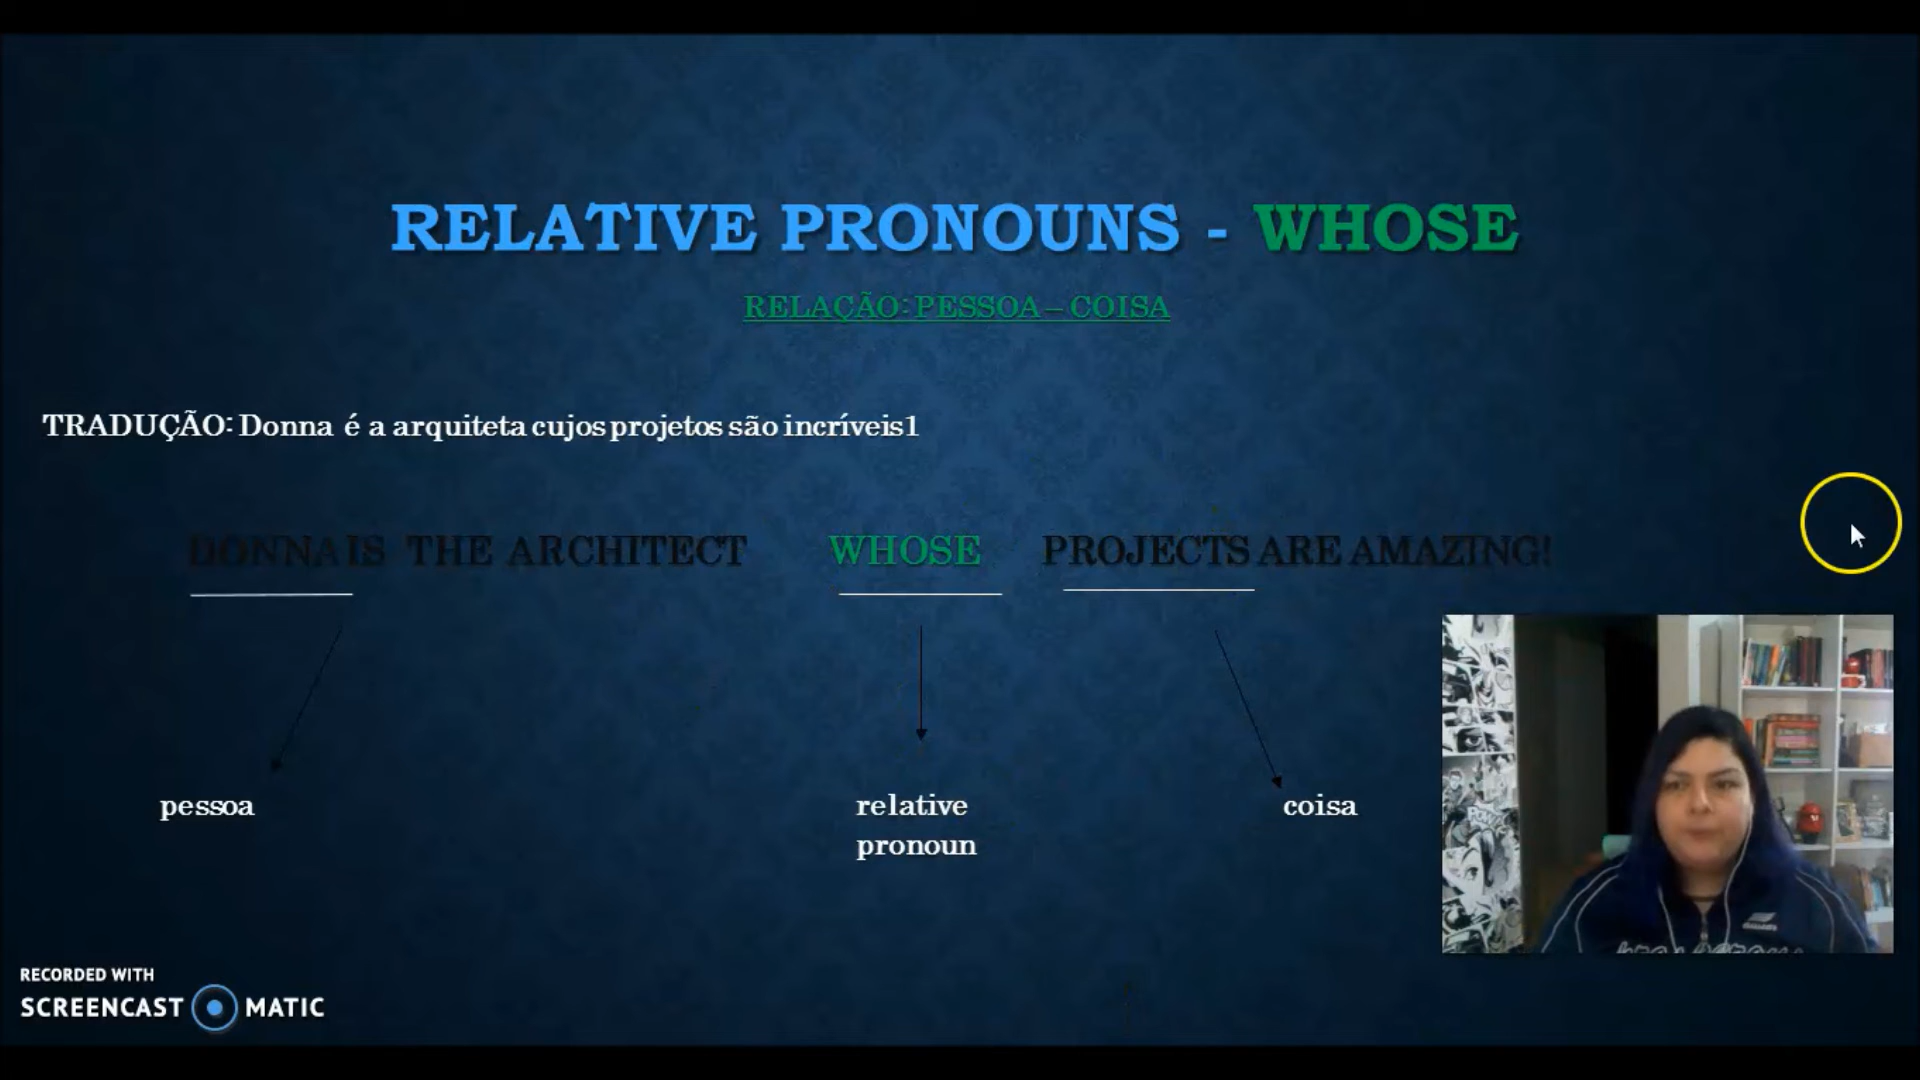 RELATIVE PRONOUNS - WHOSE
RELAÇÃO: PESSOA – COISA
TRADUÇÃO: Donna é a arquiteta cujos projetos são incríveis1
DONNA IS THE ARCHITECT WHOSE PROJECTS ARE AMAZING!
pessoa
relative
pronoun
coisa
POW
RECORDED WITH
SCREENCAST MATIC